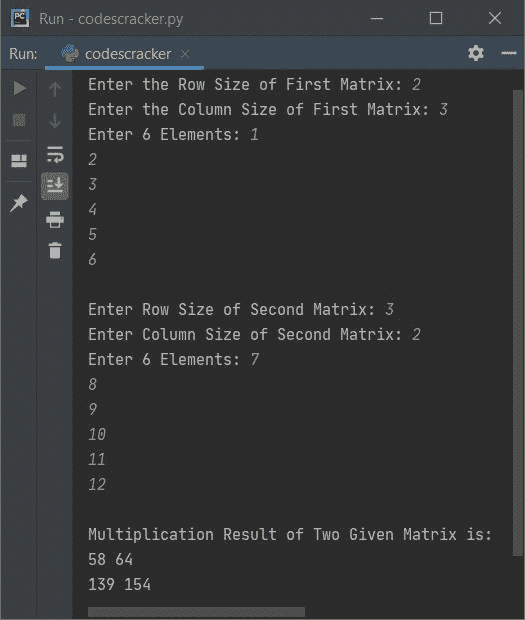 Run - codescracker.py
Run: codescracker
Enter the Row Size of First Matrix: 2
Enter the Column Size of First Matrix: 3
Enter 6 Elements: 1
2
3
4
5
6
Enter Row Size of Second Matrix: 3
Enter Column Size of Second Matrix: 2
Enter 6 Elements: 7
8
9
10
11
12
Multiplication Result of Two Given Matrix is:
58 64
139 154